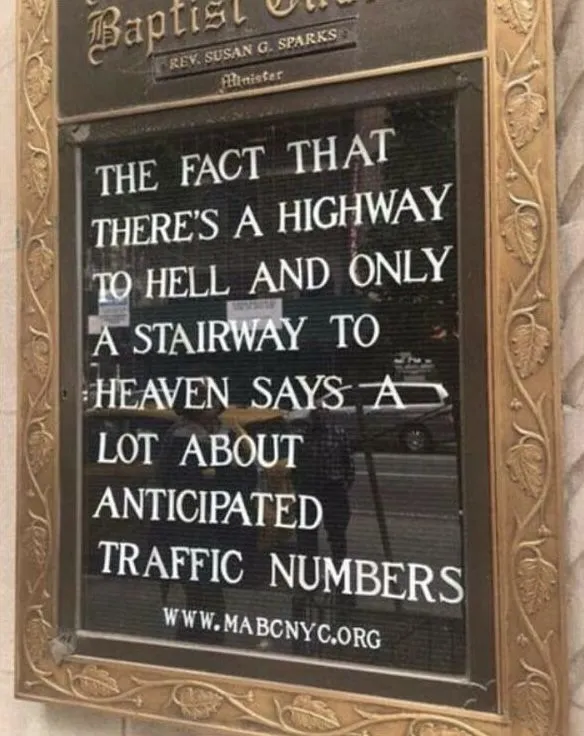 Baptist
REV. SUSAN G. SPARKS
Minister
THE FACT THAT
THERE'S A HIGHWAY
TO HELL AND ONLY
A STAIRWAY TO
HEAVEN SAYS A
LOT ABOUT
ANTICIPATED
TRAFFIC NUMBERS
WWW.MABCNYC.ORG